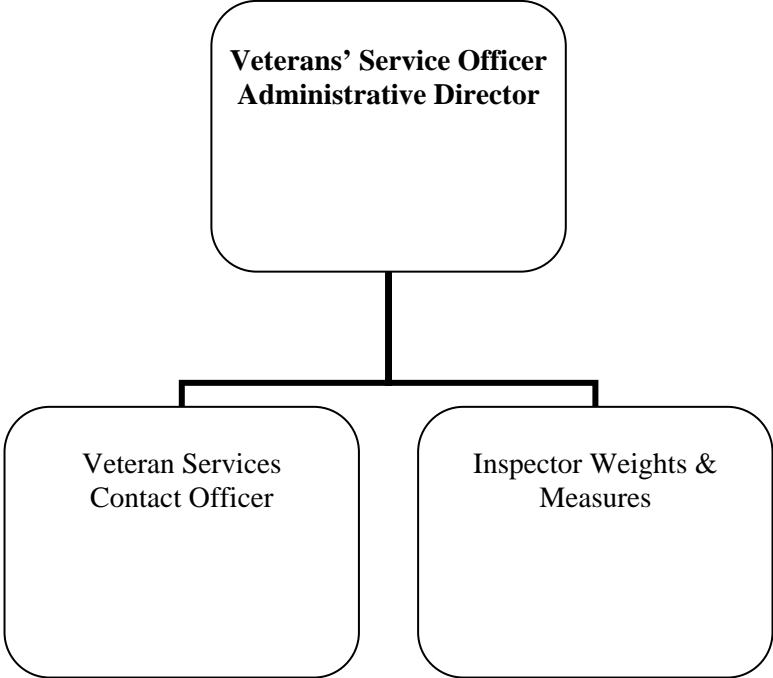 Veterans’ Service Officer
Administrative Director
Veteran Services
Contact Officer
Inspector Weights &
Measures